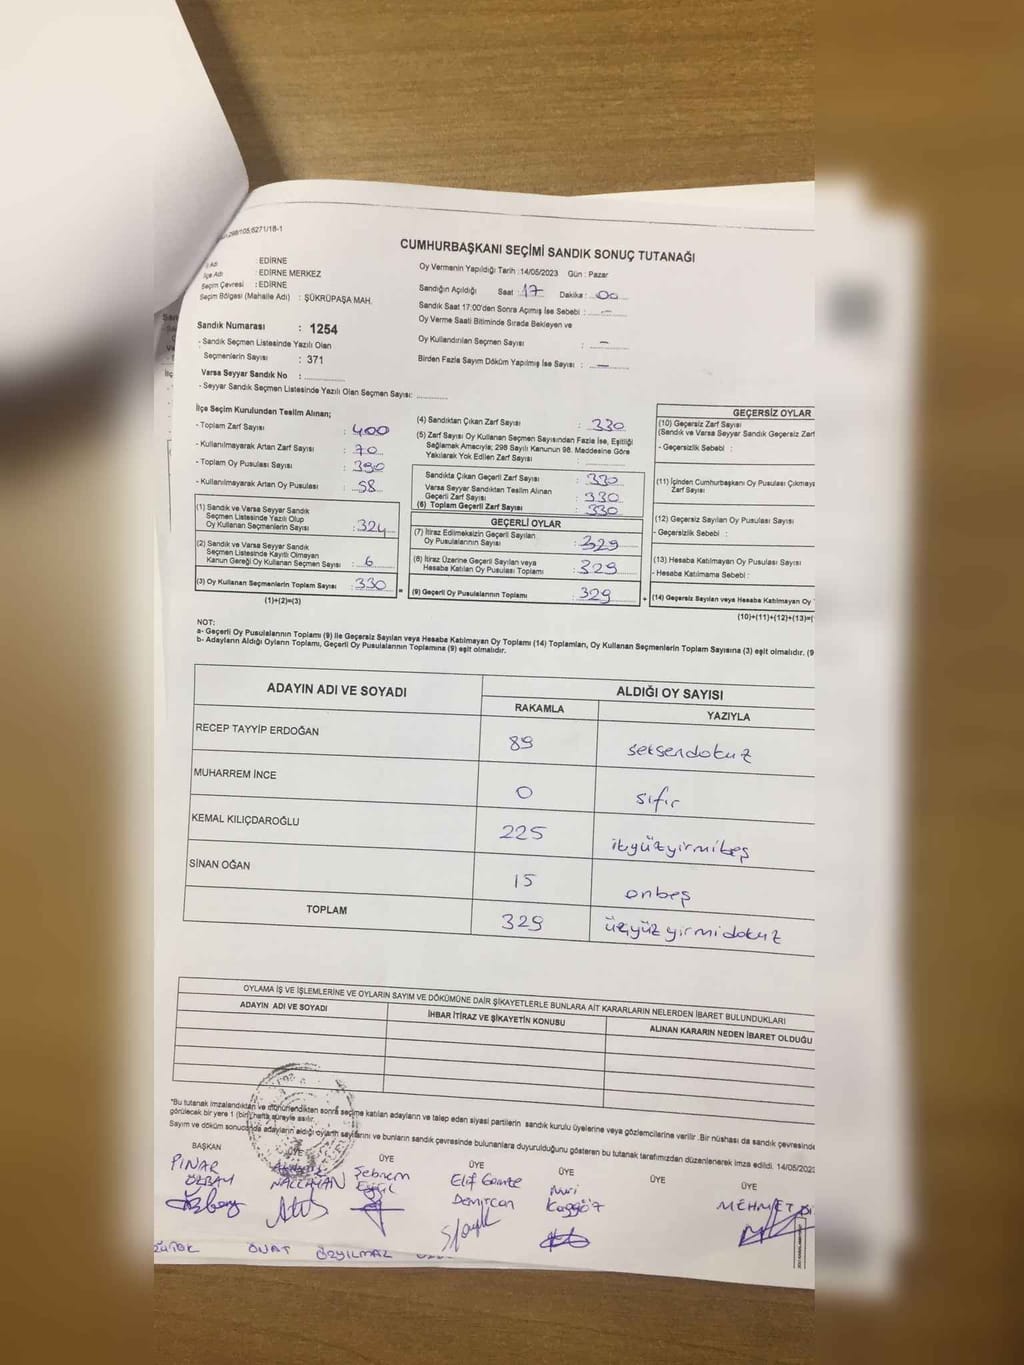 298/105;6271/18-1
CUMHURBAŞKANI SEÇİMİ SANDIK SONUÇ TUTANAĞI
İl Adı : EDİRNE
İlçe Adı : EDİRNE MERKEZ
Seçim Çevresi : EDİRNE
Seçim Bölgesi (Mahalle Adı) : ŞÜKRÜPAŞA MAH.
Sandık Numarası : 1254
- Sandık Seçmen Listesinde Yazılı Olan
Seçmenlerin Sayısı : 371
Varsa Seyyar Sandık No :
- Seyyar Sandık Seçmen Listesinde Yazılı Olan Seçmen Sayısı:
Oy Vermenin Yapıldığı Tarih :14/05/2023 Gün : Pazar
Sandığın Açıldığı Saat : 17 Dakika : 00
Sandık Saat 17:00'den Sonra Açımış İse Sebebi : -
Oy Verme Saati Bitiminde Sırada Bekleyen ve
Oy Kullandırılan Seçmen Sayısı : -
Birden Fazla Sayım Döküm Yapılmış İse Sayısı : -
İlçe Seçim Kurulundan Teslim Alınan;
- Toplam Zarf Sayısı : 400
- Kullanılmayarak Artan Zarf Sayısı : 70
- Toplam Oy Pusulası Sayısı : 390
- Kullanılmayarak Artan Oy Pusulası : 58
(1) Sandık ve Varsa Seyyar Sandık
Seçmen Listesinde Yazılı Olup
Oy Kullanan Seçmenlerin Sayısı : 324
(2) Sandık ve Varsa Seyyar Sandık
Seçmen Listesinde Kayıtlı Olmayan
Kanun Gereği Oy Kullanan Seçmen Sayısı : 6
(3) Oy Kullanan Seçmenlerin Toplam Sayısı : 330
(1)+(2)=(3)
(4) Sandıktan Çıkan Zarf Sayısı : 330
(5) Zarf Sayısı Oy Kullanan Seçmen Sayısından Fazla İse, Eşitliği
Sağlamak Amacıyla; 298 Sayılı Kanunun 98. Maddesine Göre
Yakılarak Yok Edilen Zarf Sayısı :
Sandıkta Çıkan Geçerli Zarf Sayısı : 330
Varsa Seyyar Sandıktan Teslim Alınan
Geçerli Zarf Sayısı : 330
(6) Toplam Geçerli Zarf Sayısı : 330
GEÇERLİ OYLAR
(7) İtiraz Edilmeksizin Geçerli Sayılan
Oy Pusulalarının Sayısı : 329
(8) İtiraz Üzerine Geçerli Sayılan veya
Hesaba Katılan Oy Pusulası Toplamı : 329
(9) Geçerli Oy Pusulalarının Toplamı : 329
GEÇERSİZ OYLAR
(10) Geçersiz Zarf Sayısı
(Sandık ve Varsa Seyyar Sandık Geçersiz Zarf
- Geçersizlik Sebebi :
(11) İçinden Cumhurbaşkanı Oy Pusulası Çıkmaya
Zarf Sayısı
(12) Geçersiz Sayılan Oy Pusulası Sayısı
- Geçersizlik Sebebi :
(13) Hesaba Katılmayan Oy Pusulası Sayısı
- Hesaba Katılmama Sebebi :
(14) Geçersiz Sayılan veya Hesaba Katılmayan Oy
(10)+(11)+(12)+(13)=(
NOT:
a- Geçerli Oy Pusulalarının Toplamı (9) ile Geçersiz Sayılan veya Hesaba Katılmayan Oy Toplamı (14) Toplamları, Oy Kullanan Seçmenlerin Toplam Sayısına (3) eşit olmalıdır. (9
b- Adayların Aldığı Oyların Toplamı, Geçerli Oy Pusulalarının Toplamına (9) eşit olmalıdır.
ADAYIN ADI VE SOYADI
ALDIĞI OY SAYISI
RAKAMLA YAZIYLA
RECEP TAYYİP ERDOĞAN 89 seksendokuz
MUHARREM İNCE 0 sıfır
KEMAL KILIÇDAROĞLU 225 ikiyüzyirmibeş
SİNAN OĞAN 15 onbeş
TOPLAM 329 üçyüzyirmidokuz
OYLAMA İŞ VE İŞLEMLERİNE VE OYLARIN SAYIM VE DÖKÜMÜNE DAİR ŞİKAYETLERLE BUNLARA AİT KARARLARIN NELERDEN İBARET BULUNDUKLARI
ADAYIN ADI VE SOYADI İHBAR İTİRAZ VE ŞİKAYETİN KONUSU ALINAN KARARIN NEDEN İBARET OLDUĞU
*Bu tutanak imzalandıktan ve mühürlendikten sonra seçime katılan adayların ve talep eden siyasi partilerin sandık kurulu üyelerine veya gözlemcilerine verilir. Bir nüshası da sandık çevresinde
görülecek bir yere 1 (bir) hafta süreyle asılır.
Sayım ve döküm sonucunda adayların aldığı oyların sayılarını ve bunların sandık çevresinde bulunanlara duyurulduğunu gösteren bu tutanak tarafımızdan düzenlenerek imza edildi. 14/05/2023
BAŞKAN ÜYE ÜYE ÜYE ÜYE ÜYE ÜYE
PINAR Şebnem Elif Gamze Nuri MEHMET
ÖZBAY NALLIHAN Demircan Kaygöz
ÖZYILMAZ